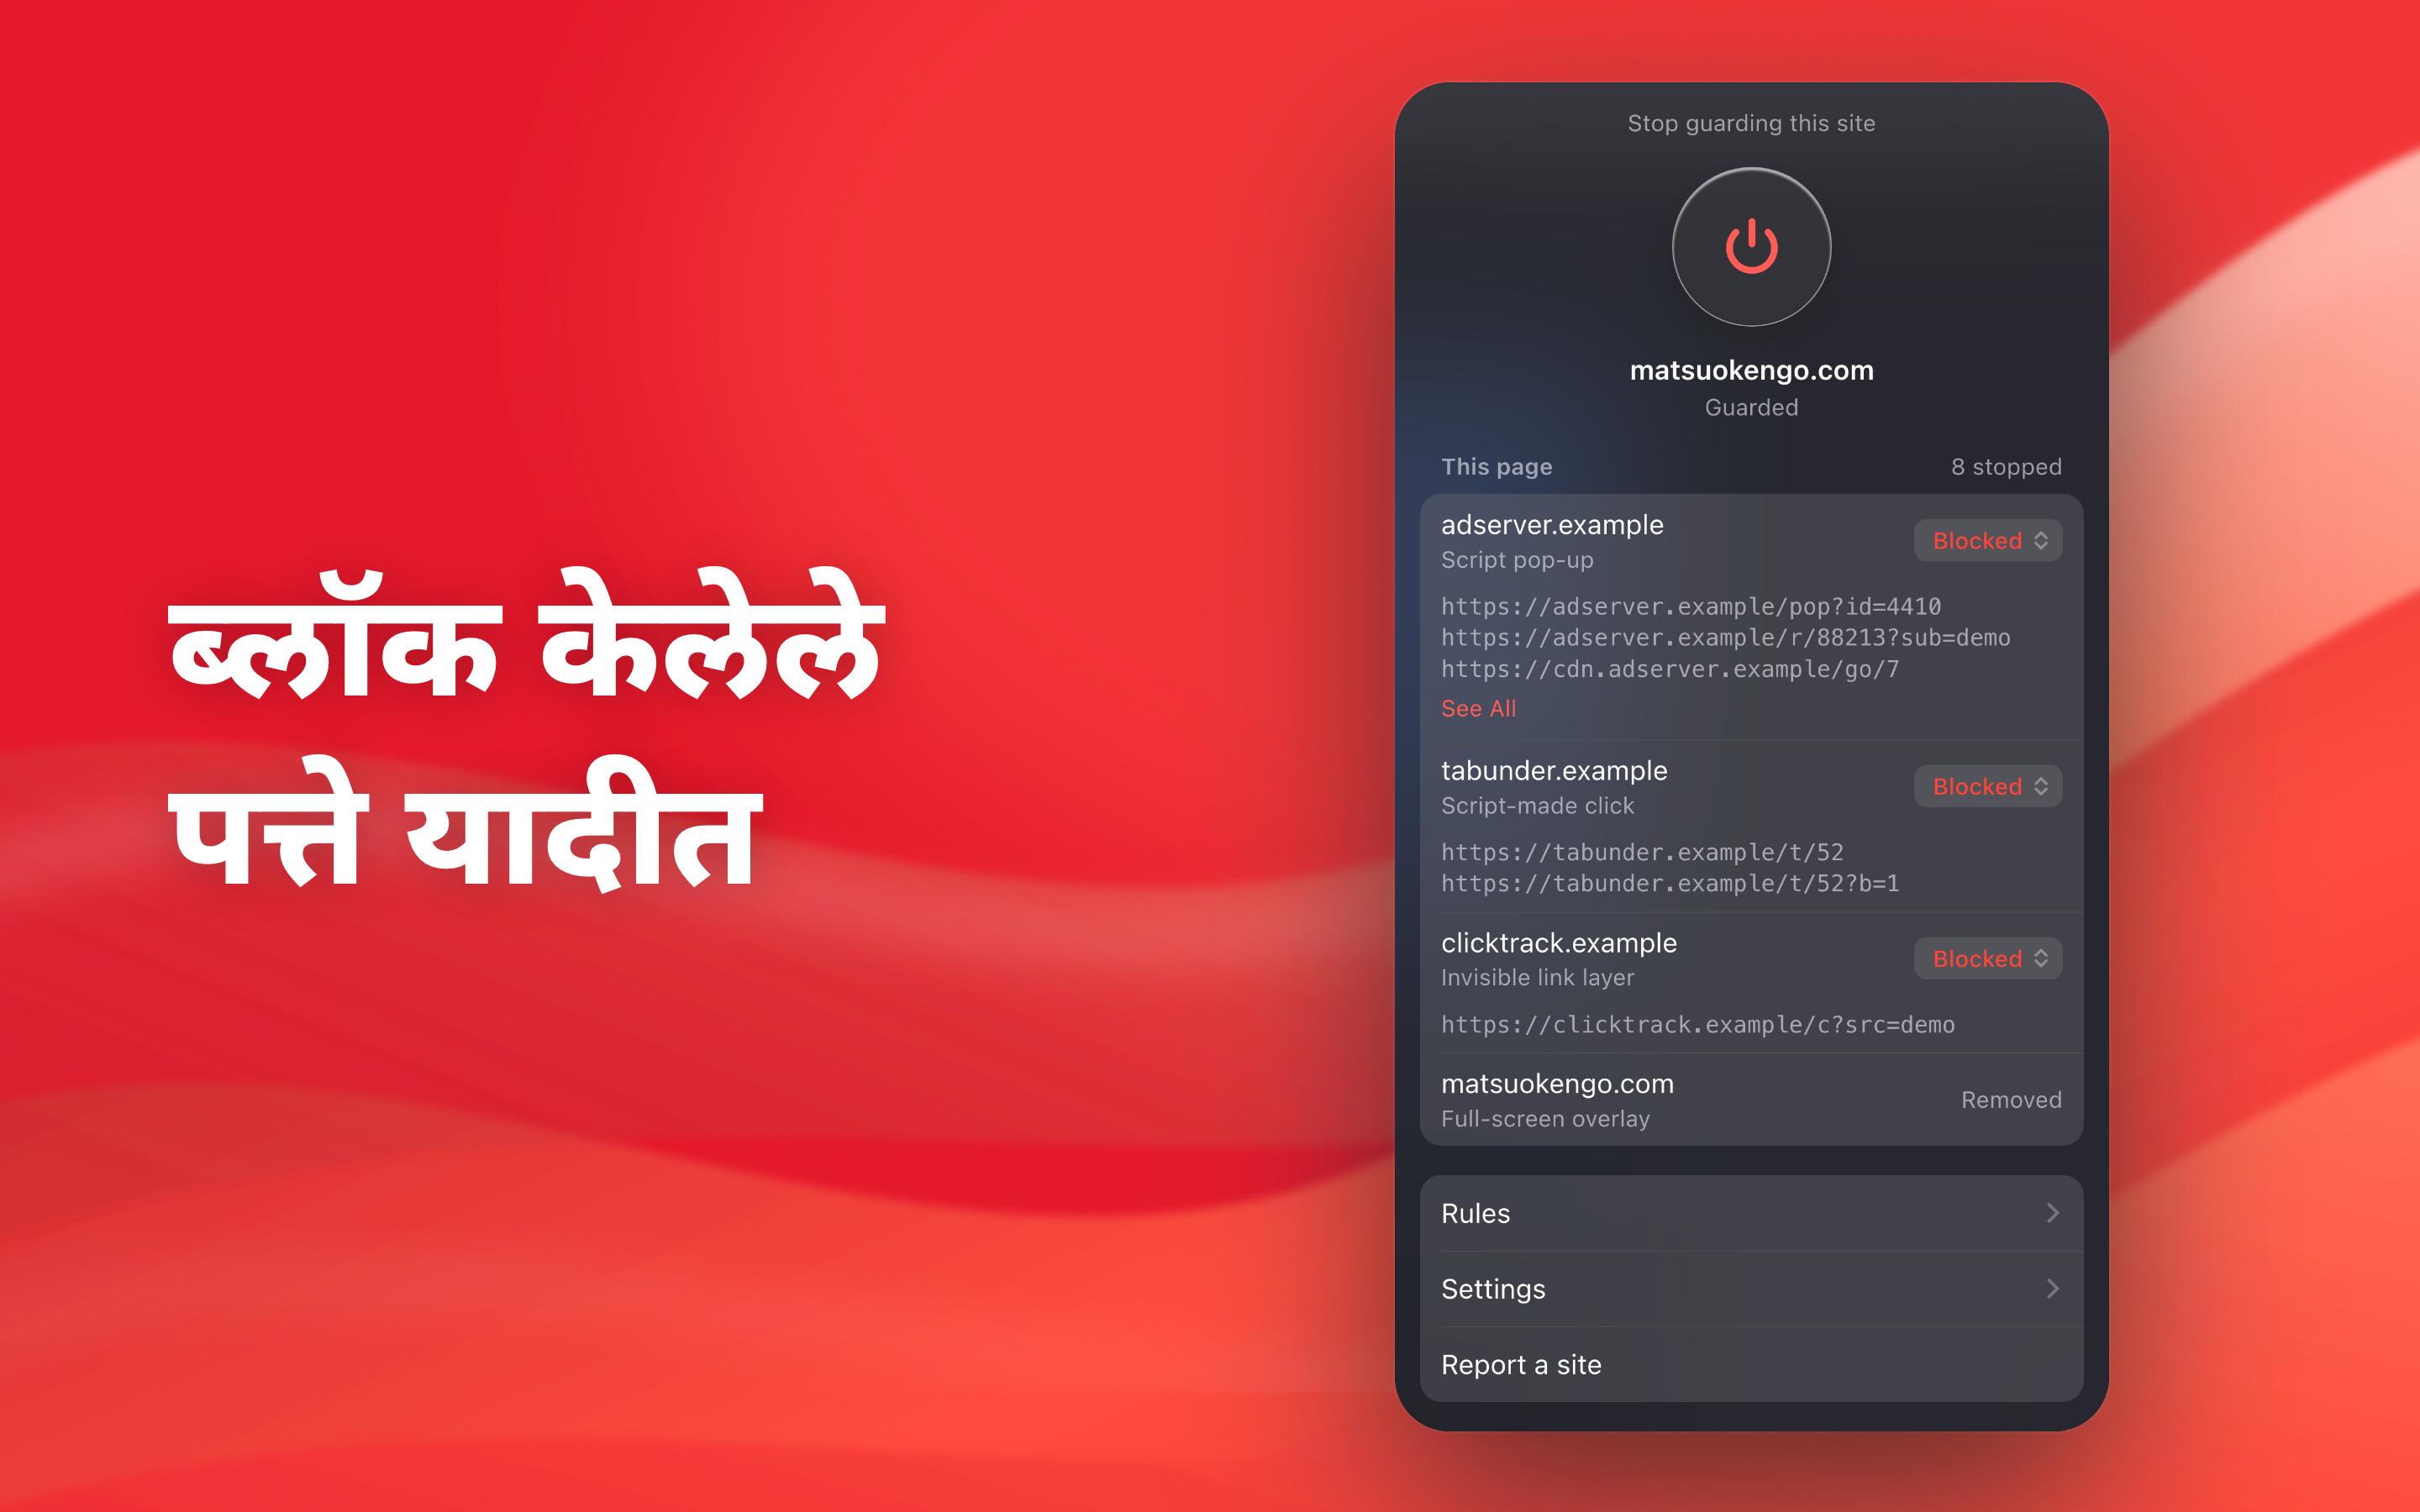 ब्लॉक केलेले
पत्ते यादीत
Stop guarding this site
matsuokengo.com
Guarded
This page
8 stopped
adserver.example
Script pop-up
Blocked
https://adserver.example/pop?id=4410
https://adserver.example/r/88213?sub=demo
https://cdn.adserver.example/go/7
See All
tabunder.example
Script-made click
Blocked
https://tabunder.example/t/52
https://tabunder.example/t/52?b=1
clicktrack.example
Invisible link layer
Blocked
https://clicktrack.example/c?src=demo
matsuokengo.com
Full-screen overlay
Removed
Rules
Settings
Report a site